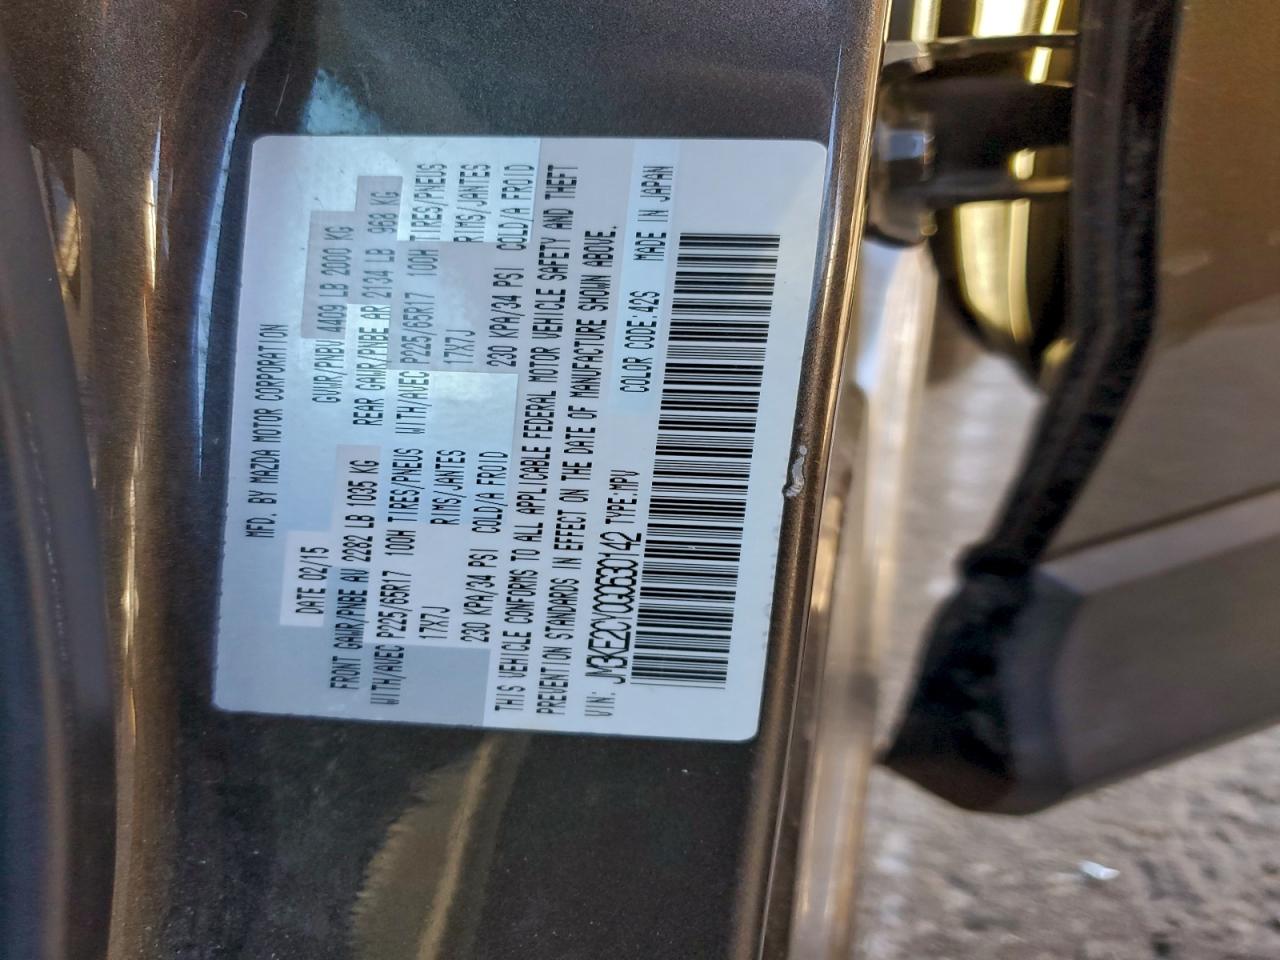 MFD. BY MAZDA MOTOR CORPORATION
DATE 02/15 GVWR/PNBV 4409 LB 2000 KG
FRONT GAWR/PNBE AV 2282 LB 1035 KG REAR GAWR/PNBE AR 2134 LB 968 KG
WITH/AVEC P225/65R17 100H TIRES/PNEUS WITH/AVEC P225/65R17 100H TIRES/PNEUS
17X7J RIMS/JANTES 17X7J RIMS/JANTES
230 KPA/34 PSI COLD/A FROID 230 KPA/34 PSI COLD/A FROID
THIS VEHICLE CONFORMS TO ALL APPLICABLE FEDERAL MOTOR VEHICLE SAFETY AND THEFT
PREVENTION STANDARDS IN EFFECT ON THE DATE OF MANUFACTURE SHOWN ABOVE.
VIN: JM3KE2CY0G0630142 TYPE:MPV COLOR CODE:42S MADE IN JAPAN